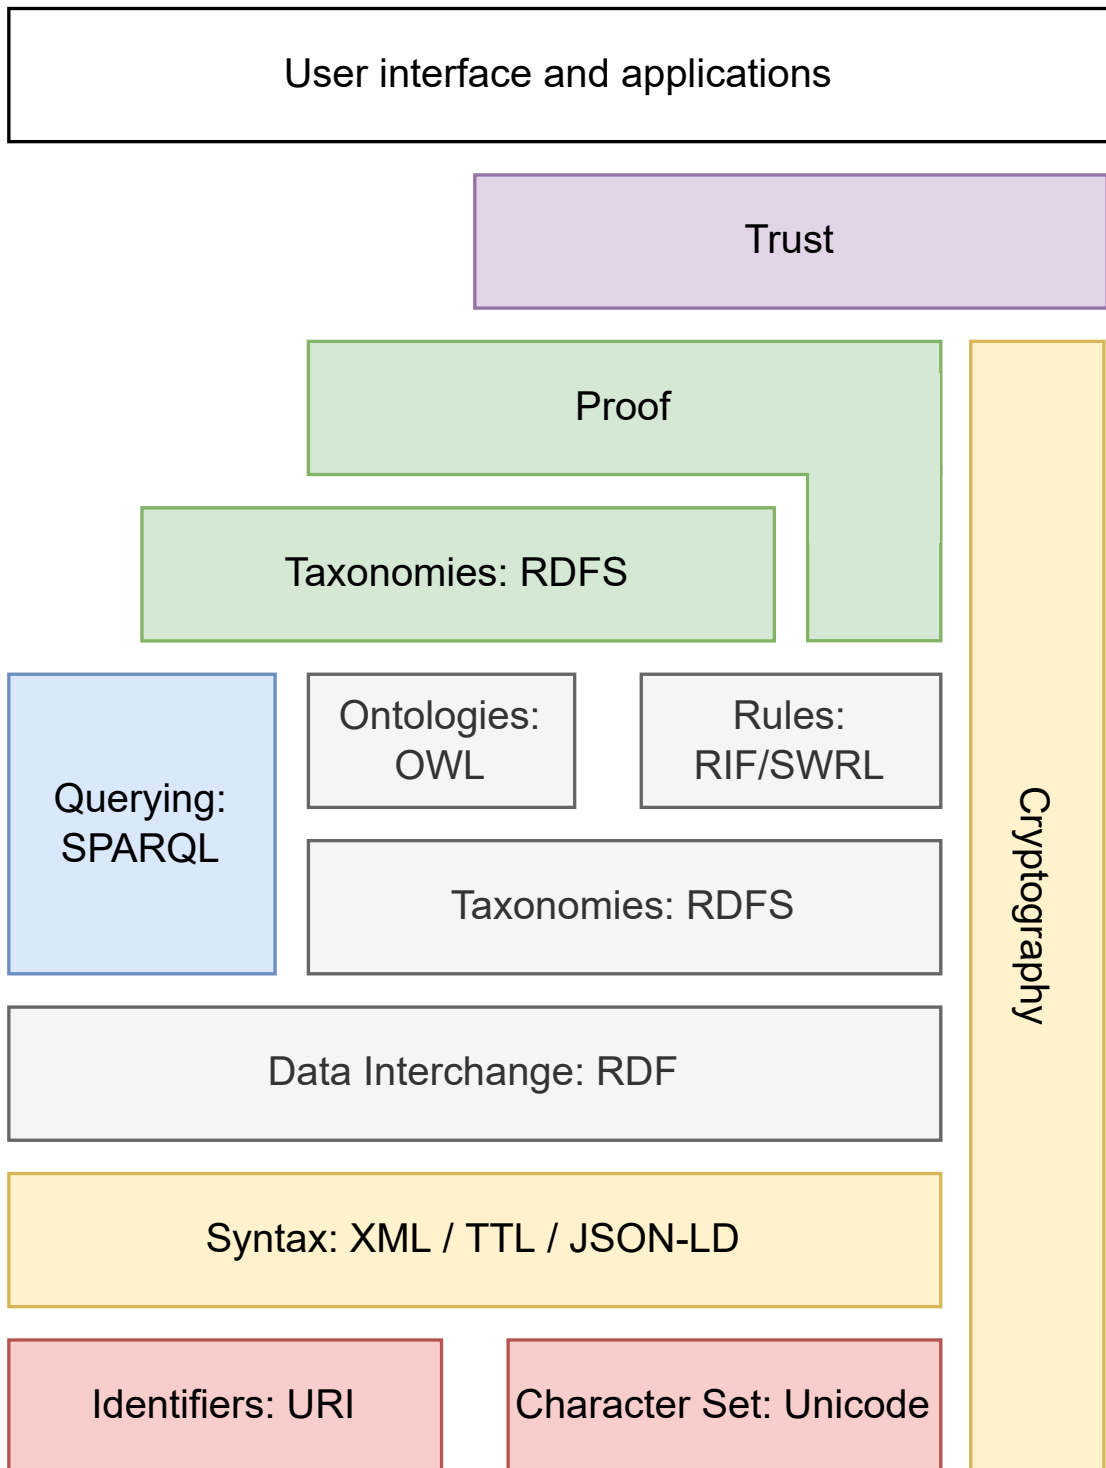 User interface and applications
Trust
Proof
Taxonomies: RDFS
Querying:
SPARQL
Ontologies:
OWL
Rules:
RIF/SWRL
Taxonomies: RDFS
Cryptography
Data Interchange: RDF
Syntax: XML / TTL / JSON-LD
Identifiers: URI
Character Set: Unicode